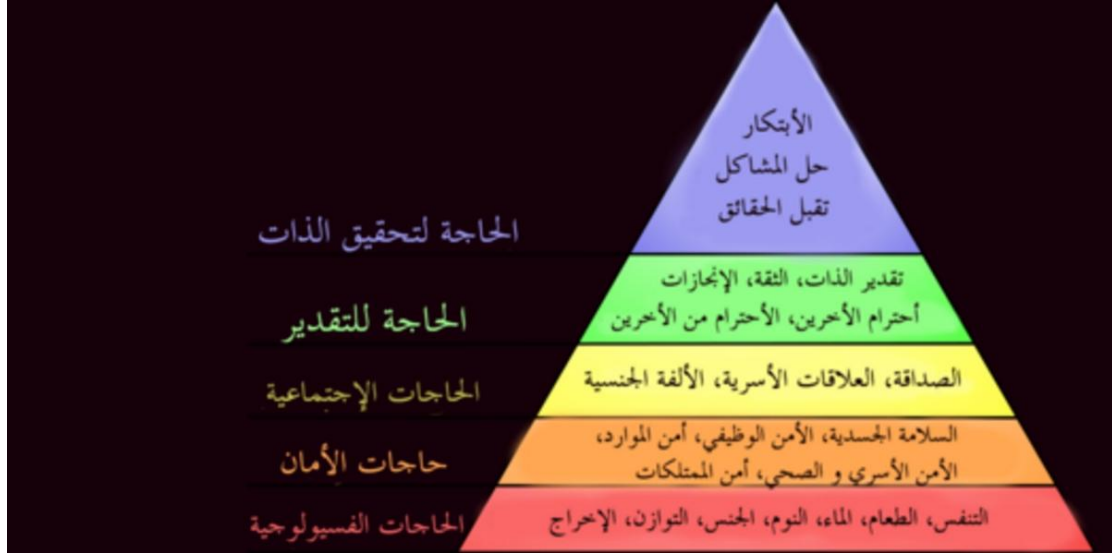 الأبتكار
حل المشاكل
تقبل الحقائق
الحاجة لتحقيق الذات
تقدير الذات، الثقة، الإنجازات
أحترام الأخرين، الأحترام من الأخرين
الحاجة للتقدير
الصداقة، العلاقات الأسرية، الألفة الجنسية
الحاجات الإجتماعية
السلامة الجسدية، الأمن الوظيفي، أمن الموارد،
الأمن الأسري و الصحي، أمن الممتلكات
حاجات الأمان
التنفس، الطعام، الماء، النوم، الجنس، التوازن، الإخراج
الحاجات الفسيولوجية